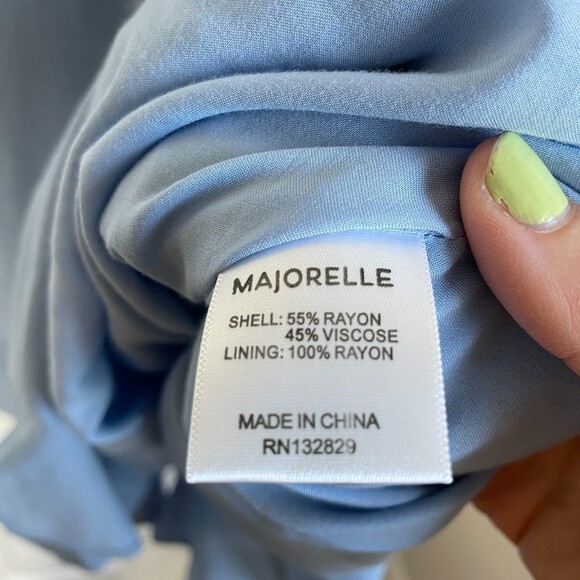 MAJORELLE
SHELL: 55% RAYON
45% VISCOSE
LINING: 100% RAYON
MADE IN CHINA
RN132829